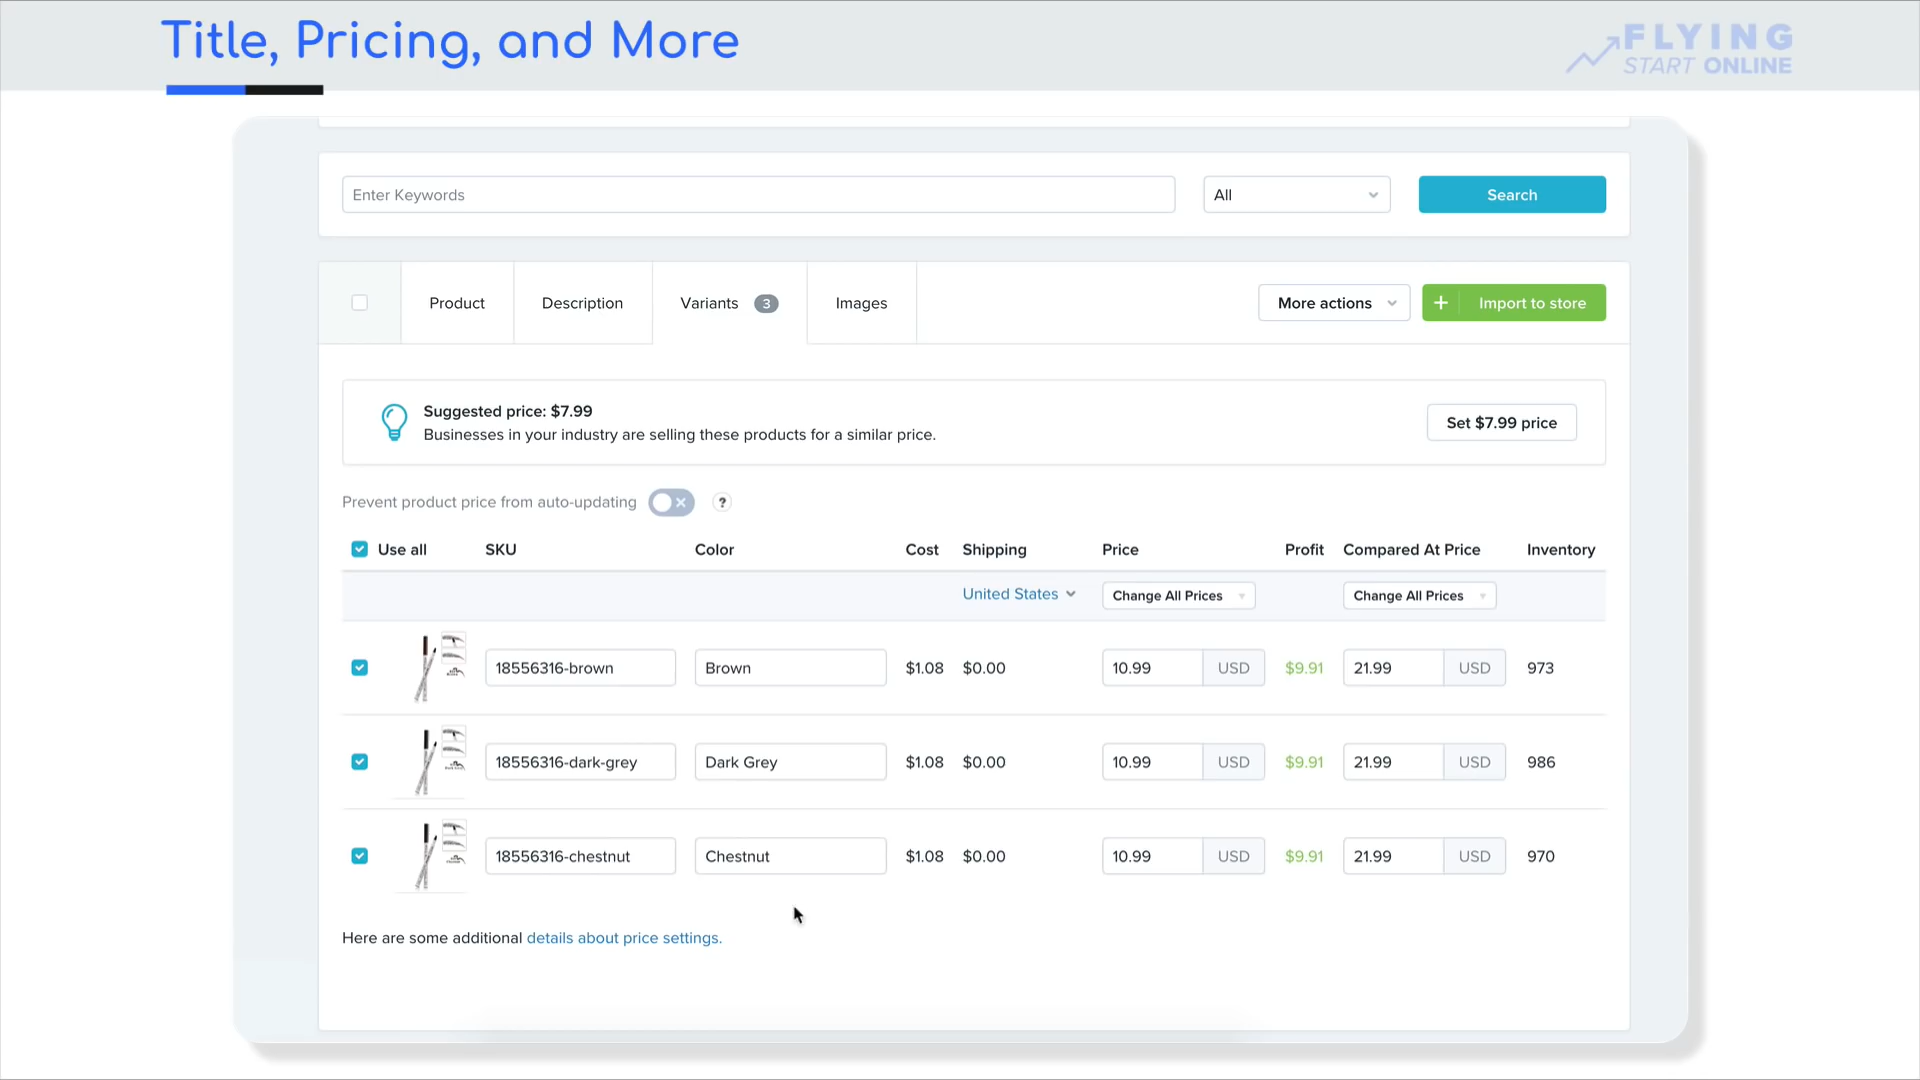 Title, Pricing, and More
FLYING
START ONLINE
Enter Keywords
All
Search
Product
Description
Variants 3
Images
More actions
+ Import to store
Suggested price: $7.99
Businesses in your industry are selling these products for a similar price.
Set $7.99 price
Prevent product price from auto-updating ?
Use all SKU Color Cost Shipping Price Profit Compared At Price Inventory
United States Change All Prices Change All Prices
18556316-brown Brown $1.08 $0.00 10.99 USD $9.91 21.99 USD 973
18556316-dark-grey Dark Grey $1.08 $0.00 10.99 USD $9.91 21.99 USD 986
18556316-chestnut Chestnut $1.08 $0.00 10.99 USD $9.91 21.99 USD 970
Here are some additional details about price settings.